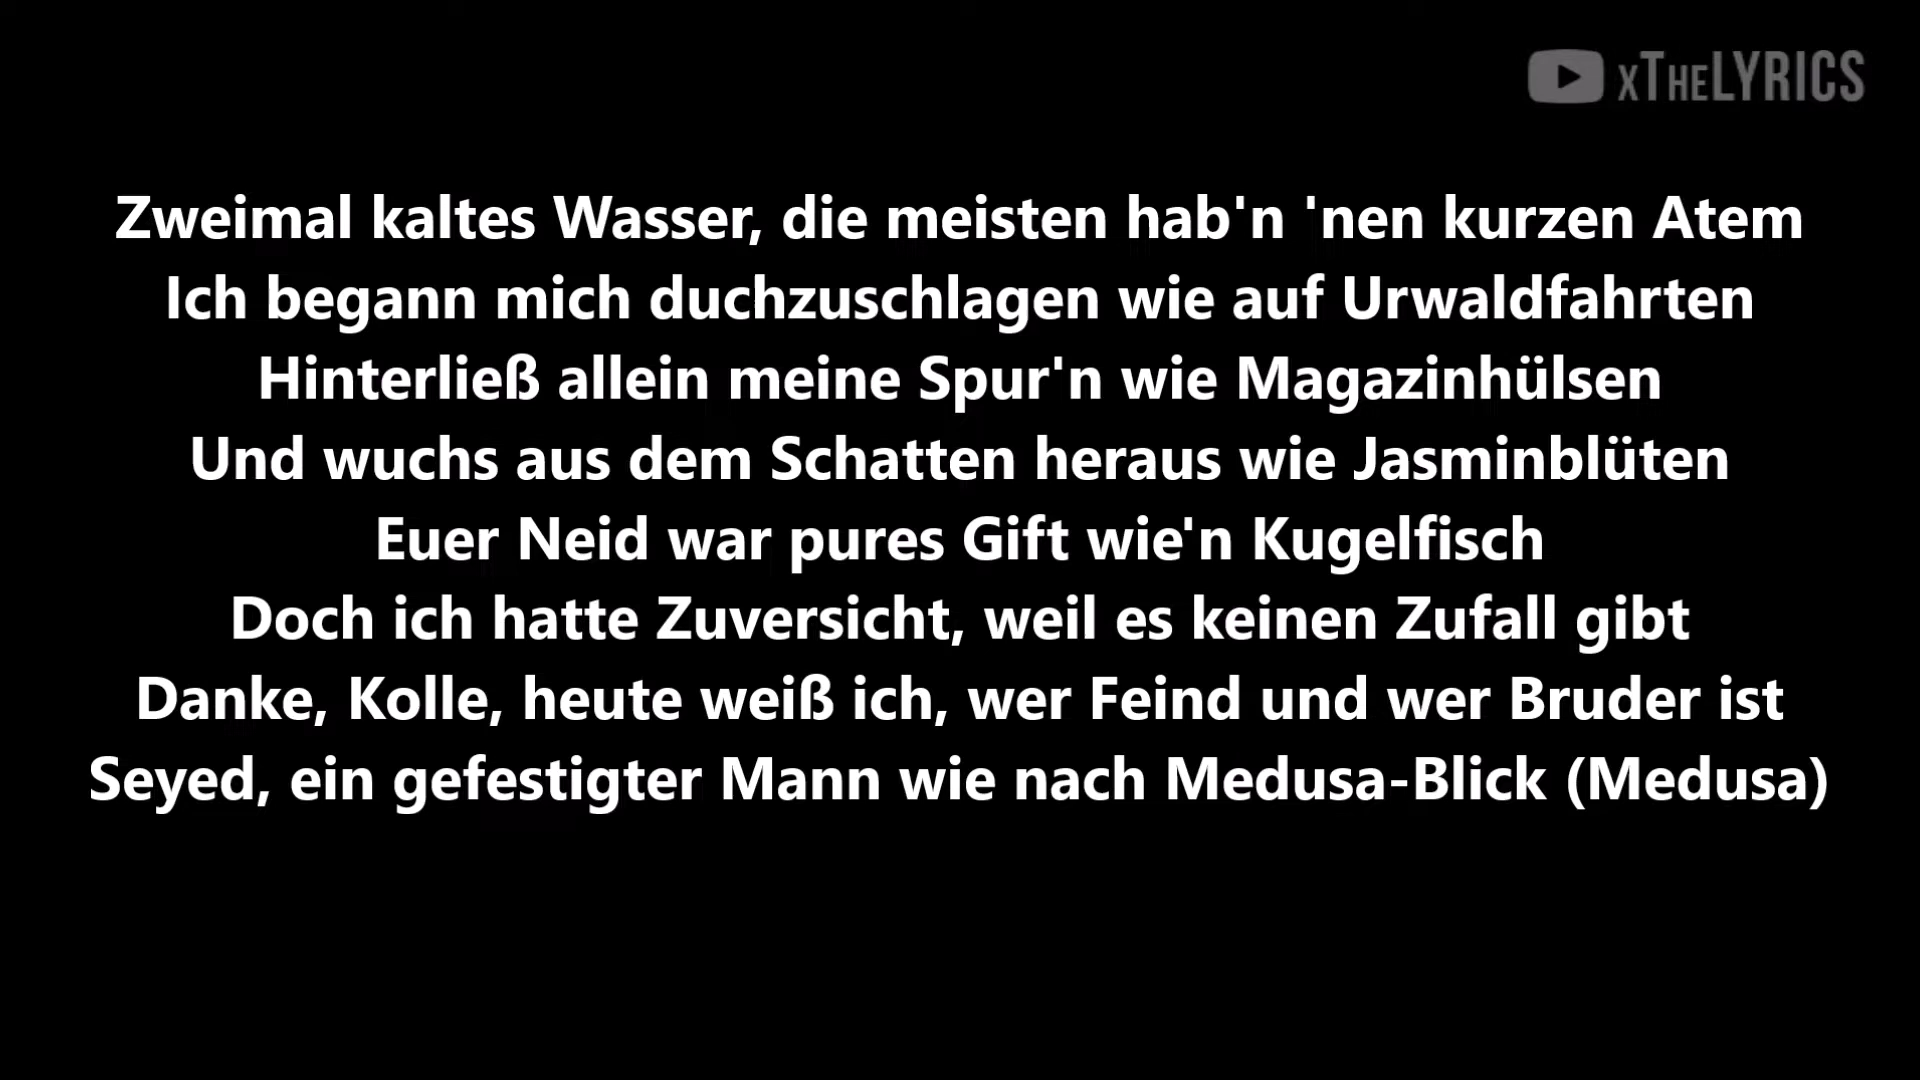 xTheLYRICS
Zweimal kaltes Wasser, die meisten hab'n 'nen kurzen Atem
Ich begann mich duchzuschlagen wie auf Urwaldfahrten
Hinterließ allein meine Spur'n wie Magazinhülsen
Und wuchs aus dem Schatten heraus wie Jasminblüten
Euer Neid war pures Gift wie'n Kugelfisch
Doch ich hatte Zuversicht, weil es keinen Zufall gibt
Danke, Kolle, heute weiß ich, wer Feind und wer Bruder ist
Seyed, ein gefestigter Mann wie nach Medusa-Blick (Medusa)